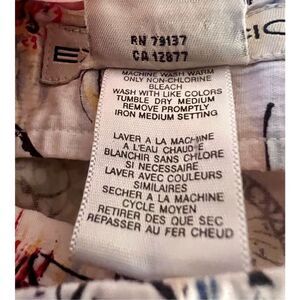 RN 79137
CA 12877
MACHINE WASH WARM
ONLY NON-CHLORINE
BLEACH
WASH WITH LIKE COLORS
TUMBLE DRY MEDIUM
REMOVE PROMPTLY
IRON MEDIUM SETTING
LAVER A LA MACHINE
A L'EAU CHAUDE
BLANCHIR SANS CHLORE
SI NECESSAIRE
LAVER AVEC COULEURS
SIMILAIRES
SECHER A LA MACHINE
CYCLE MOYEN
RETIRER DES QUE SEC
REPASSER AU FER CHEUD